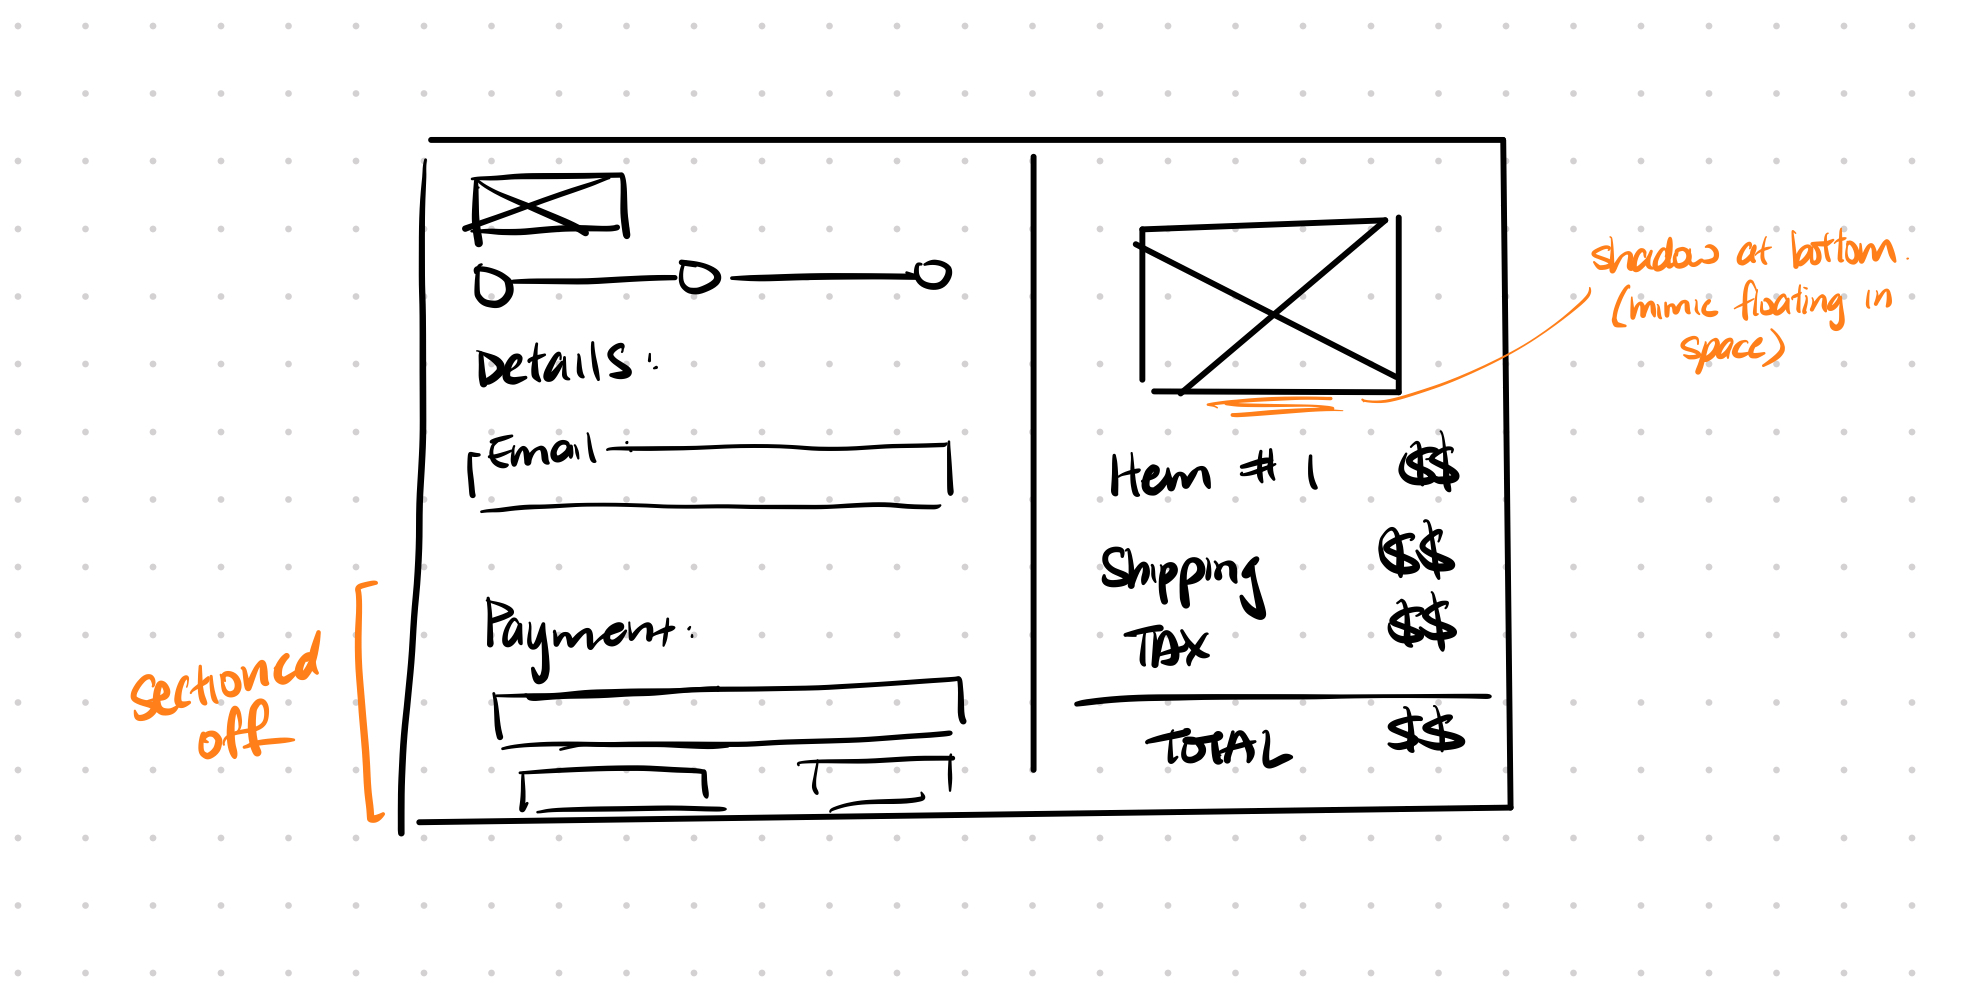 Details:
Email
Payment:
Item # 1 $$
Shipping $$
TAX $$
TOTAL $$
shadow at bottom.
(mimic floating in
space)
sectioned
off